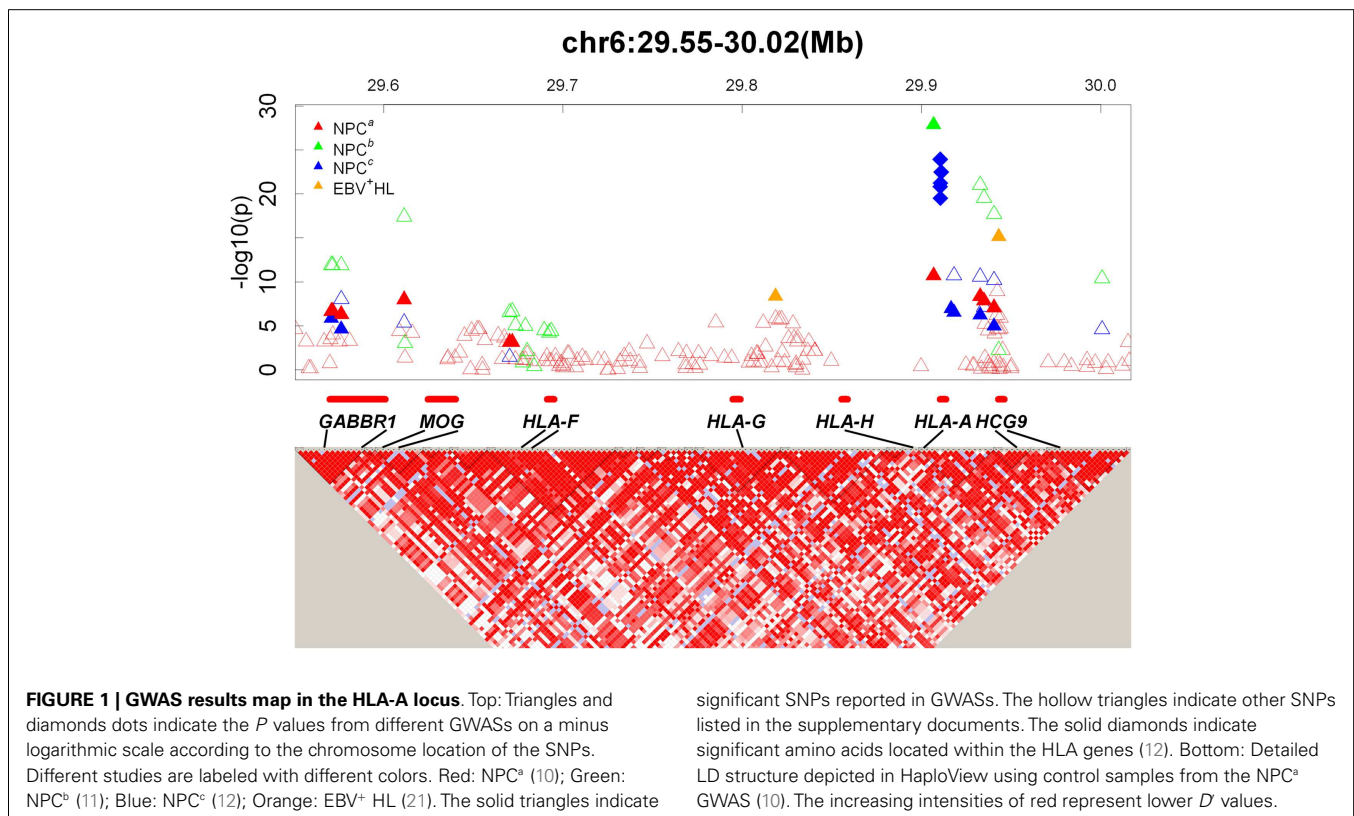 chr6:29.55-30.02(Mb)
29.6 29.7 29.8 29.9 30.0
30
20
10
5
0
-log10(p)
NPCᵃ
NPCᵇ
NPCᶜ
EBV⁺HL
GABBR1 MOG HLA-F HLA-G HLA-H HLA-A HCG9
FIGURE 1 | GWAS results map in the HLA-A locus. Top: Triangles and
diamonds dots indicate the P values from different GWASs on a minus
logarithmic scale according to the chromosome location of the SNPs.
Different studies are labeled with different colors. Red: NPCᵃ (10); Green:
NPCᵇ (11); Blue: NPCᶜ (12); Orange: EBV⁺ HL (21). The solid triangles indicate
significant SNPs reported in GWASs. The hollow triangles indicate other SNPs
listed in the supplementary documents. The solid diamonds indicate
significant amino acids located within the HLA genes (12). Bottom: Detailed
LD structure depicted in HaploView using control samples from the NPCᵃ
GWAS (10). The increasing intensities of red represent lower D′ values.